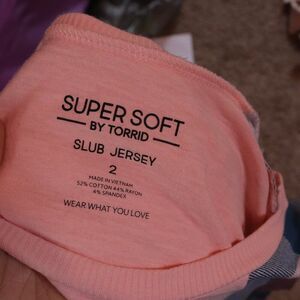 SUPER SOFT
BY TORRID
SLUB JERSEY
2
MADE IN VIETNAM
52% COTTON 44% RAYON
4% SPANDEX
WEAR WHAT YOU LOVE